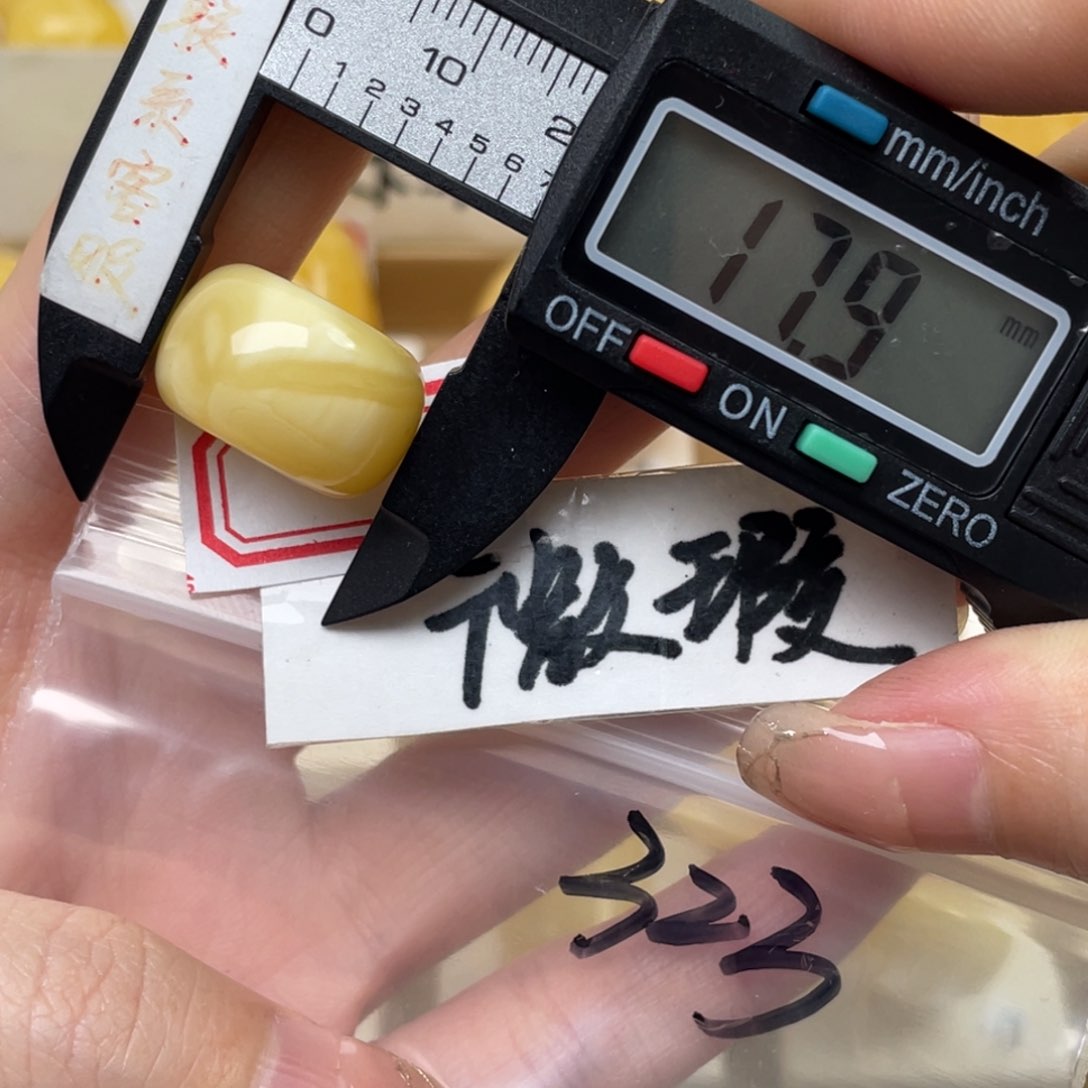 0 10 2
1 2 3 4 5 6
mm/inch
17.9 mm
OFF
ON
ZERO
微瑕
323